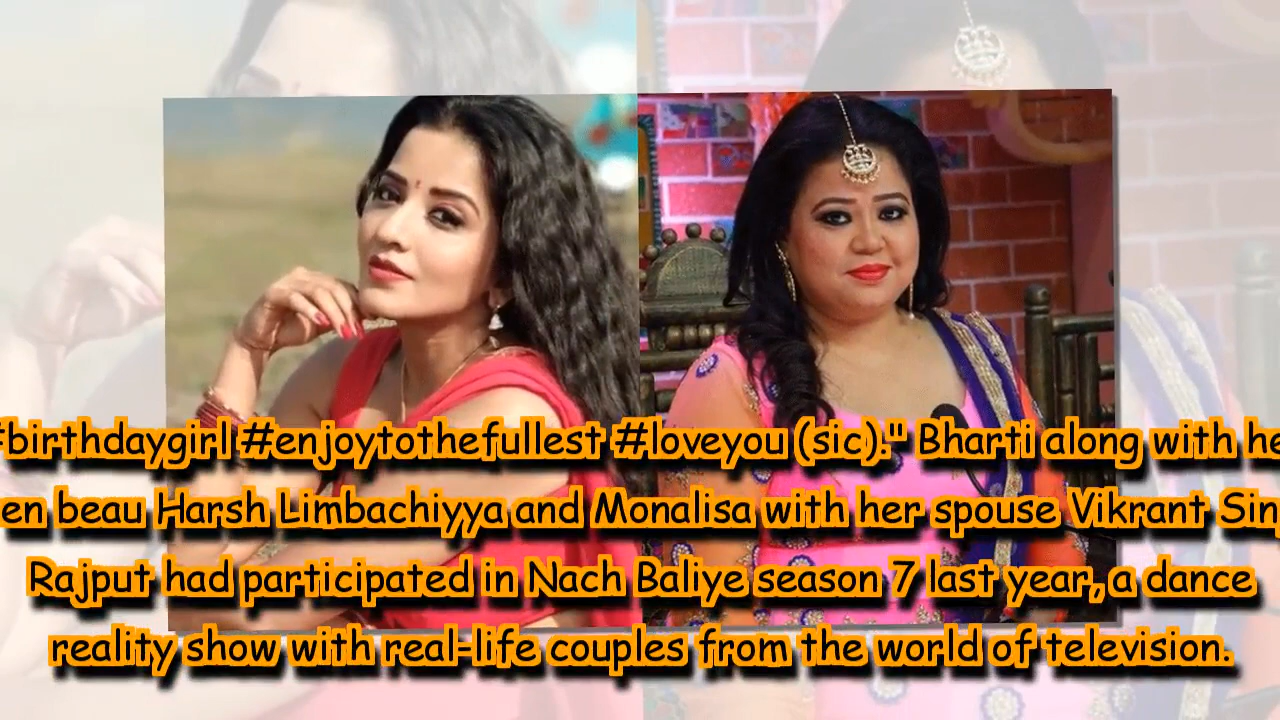 #birthdaygirl #enjoytothefullest #loveyou (sic)." Bharti along with he
en beau Harsh Limbachiyya and Monalisa with her spouse Vikrant Sin
Rajput had participated in Nach Baliye season 7 last year, a dance
reality show with real-life couples from the world of television.